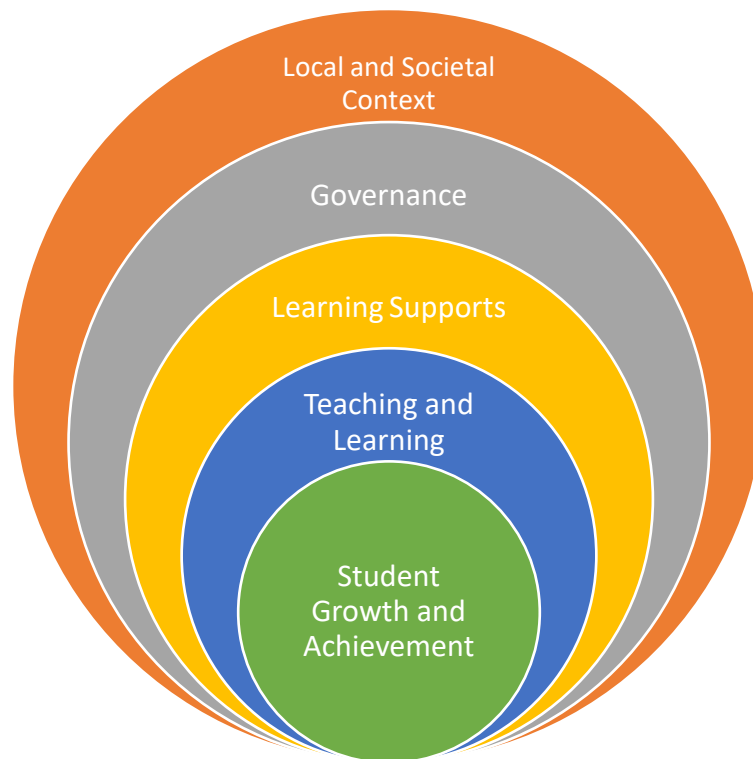 Local and Societal
Context
Governance
Learning Supports
Teaching and
Learning
Student
Growth and
Achievement